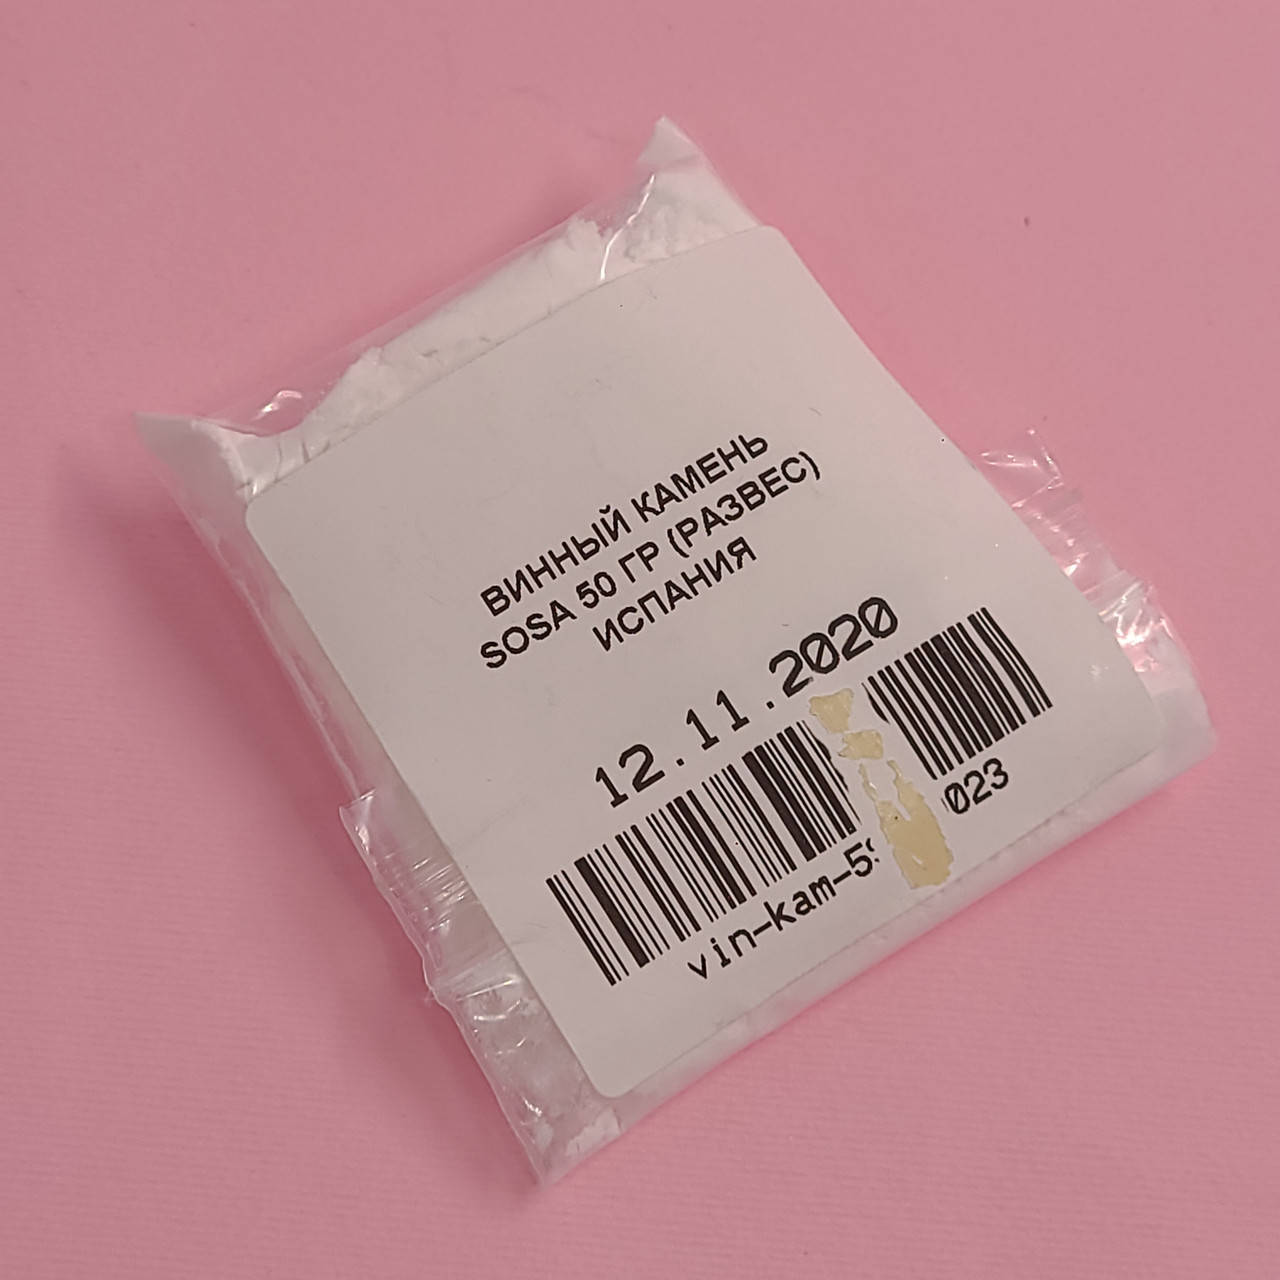 ВИННЫЙ КАМЕНЬ
SOSA 50 ГР (РАЗВЕС)
ИСПАНИЯ
12.11.2020
vin-kam-5 023